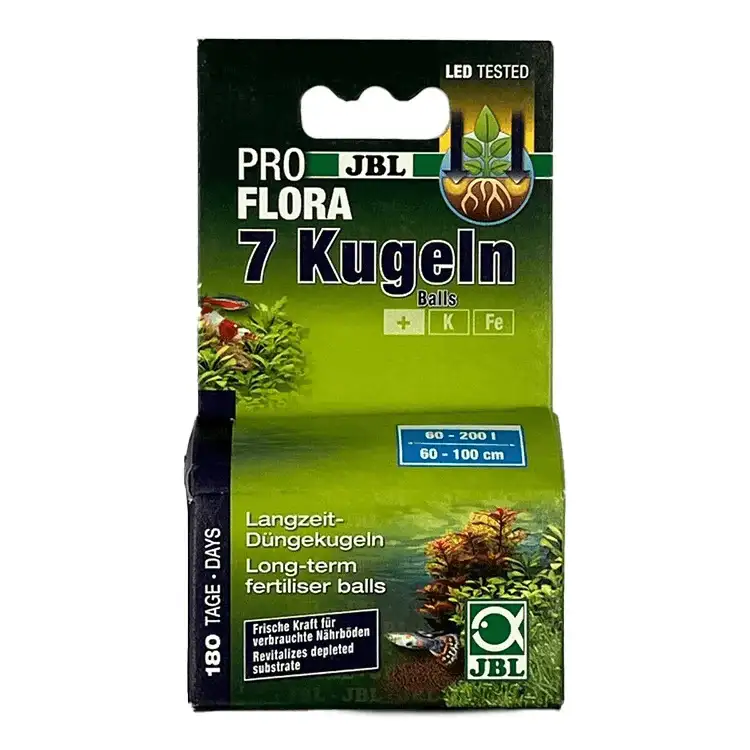 LED TESTED
PRO JBL
FLORA
7 Kugeln
Balls
+ K Fe
60 - 200 l
60 - 100 cm
Langzeit-
Düngekugeln
Long-term
fertiliser balls
180 TAGE · DAYS
Frische Kraft für
verbrauchte Nährböden
Revitalizes depleted
substrate
JBL